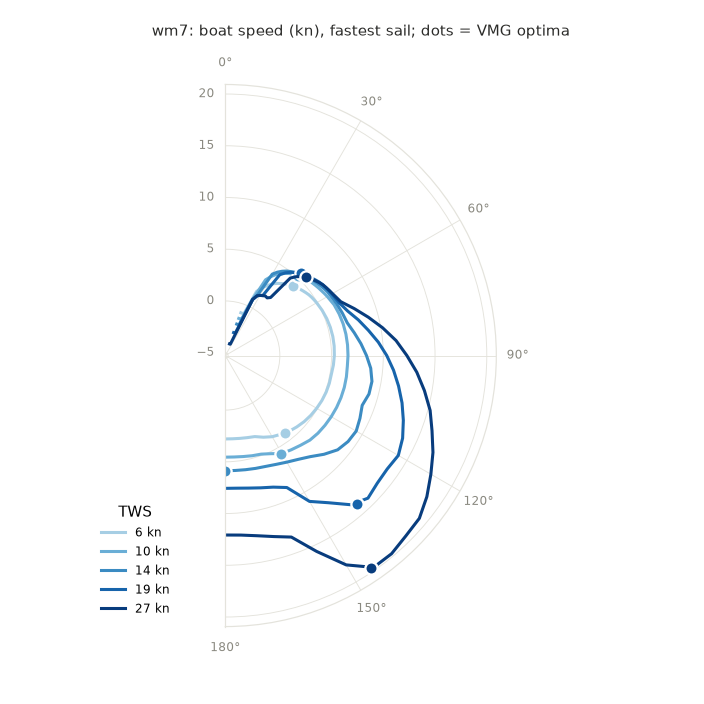 wm7: boat speed (kn), fastest sail; dots = VMG optima
0°
30°
60°
90°
120°
150°
180°
20
15
10
5
0
−5
TWS
6 kn
10 kn
14 kn
19 kn
27 kn